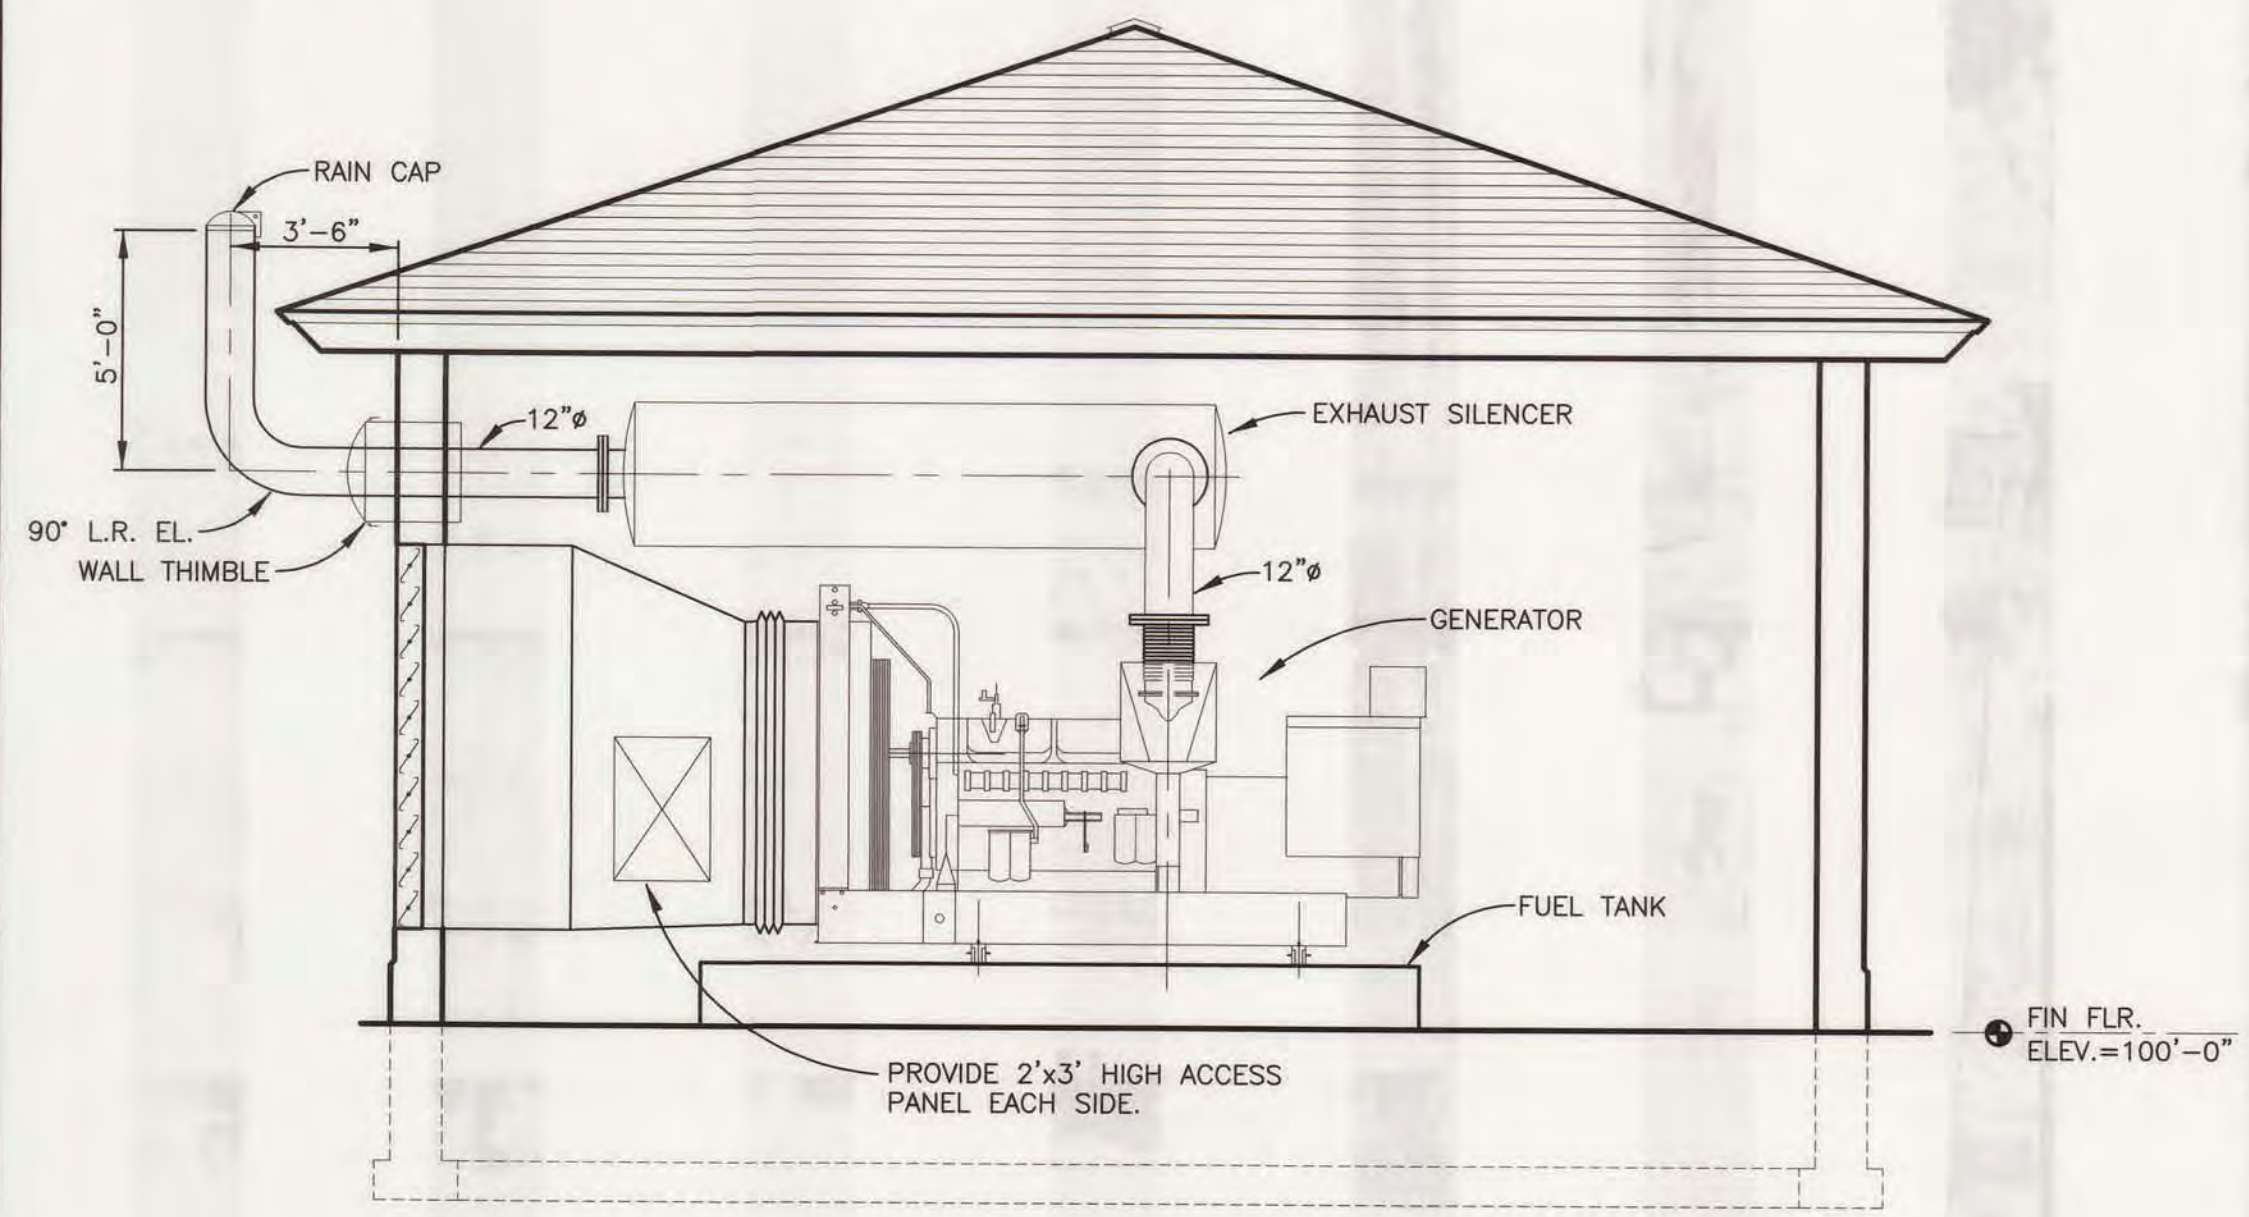 RAIN CAP
3'-6"
5'-0"
12"ø
EXHAUST SILENCER
90° L.R. EL.
WALL THIMBLE
12"ø
GENERATOR
FUEL TANK
FIN FLR.
ELEV.=100'-0"
PROVIDE 2'x3' HIGH ACCESS
PANEL EACH SIDE.